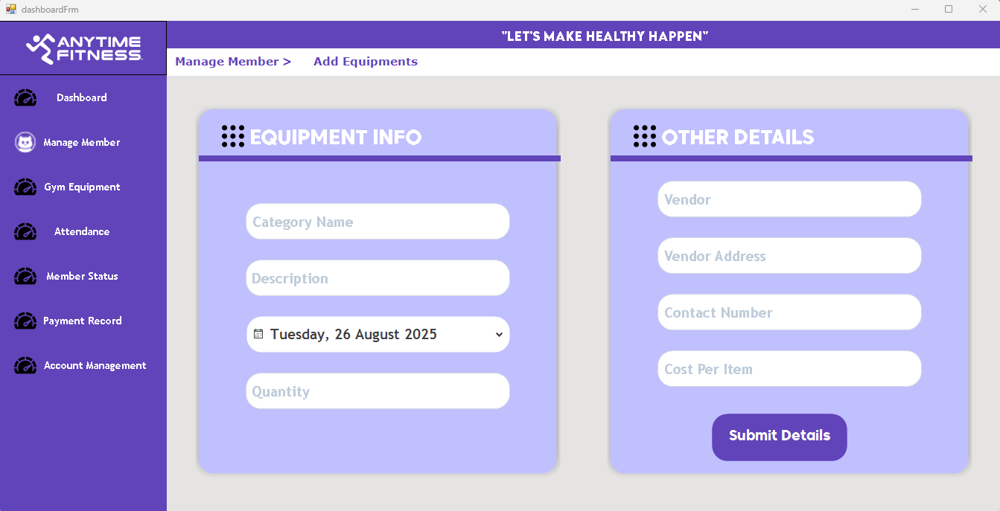 dashboardFrm
ANYTIME
FITNESS
"LET'S MAKE HEALTHY HAPPEN"
Manage Member > Add Equipments
Dashboard
Manage Member
Gym Equipment
Attendance
Member Status
Payment Record
Account Management
EQUIPMENT INFO
Category Name
Description
Tuesday, 26 August 2025
Quantity
OTHER DETAILS
Vendor
Vendor Address
Contact Number
Cost Per Item
Submit Details